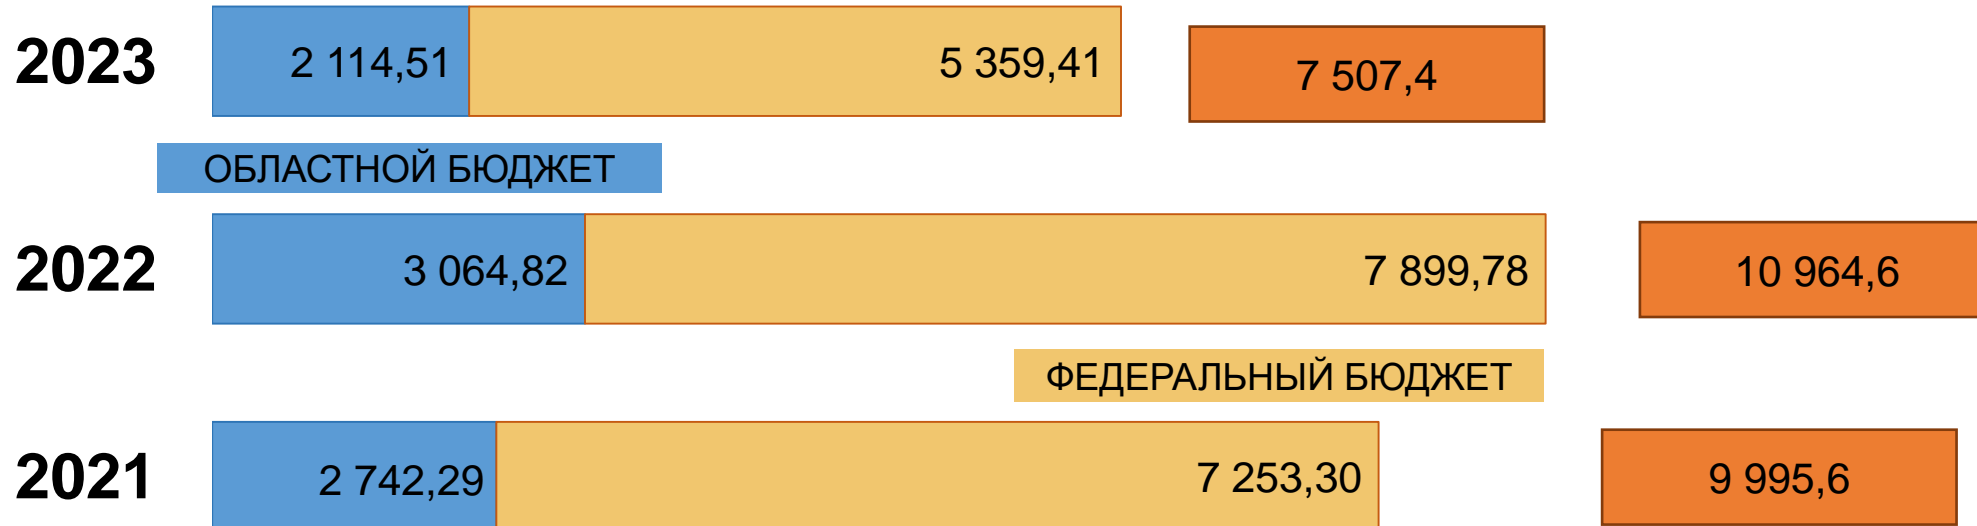 2023 2 114,51 5 359,41 7 507,4
ОБЛАСТНОЙ БЮДЖЕТ
2022 3 064,82 7 899,78 10 964,6
ФЕДЕРАЛЬНЫЙ БЮДЖЕТ
2021 2 742,29 7 253,30 9 995,6